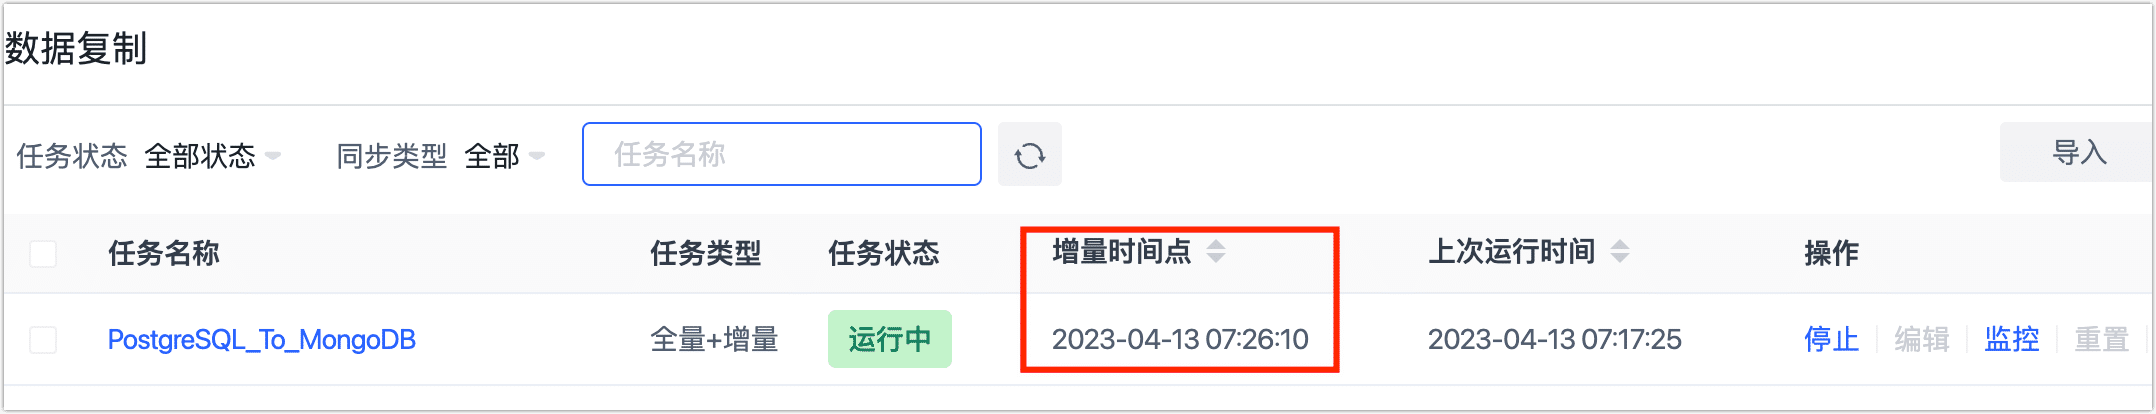 数据复制
任务状态 全部状态 同步类型 全部 任务名称 导入
任务名称 任务类型 任务状态 增量时间点 上次运行时间 操作
PostgreSQL_To_MongoDB 全量+增量 运行中 2023-04-13 07:26:10 2023-04-13 07:17:25 停止 编辑 监控 重置